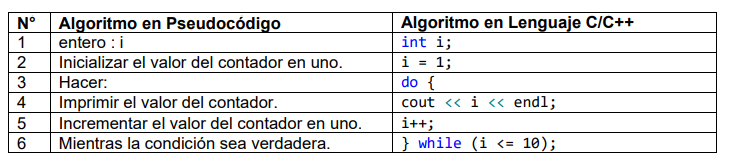 N° Algoritmo en Pseudocódigo Algoritmo en Lenguaje C/C++
1 entero : i int i;
2 Inicializar el valor del contador en uno. i = 1;
3 Hacer: do {
4 Imprimir el valor del contador. cout << i << endl;
5 Incrementar el valor del contador en uno. i++;
6 Mientras la condición sea verdadera. } while (i <= 10);